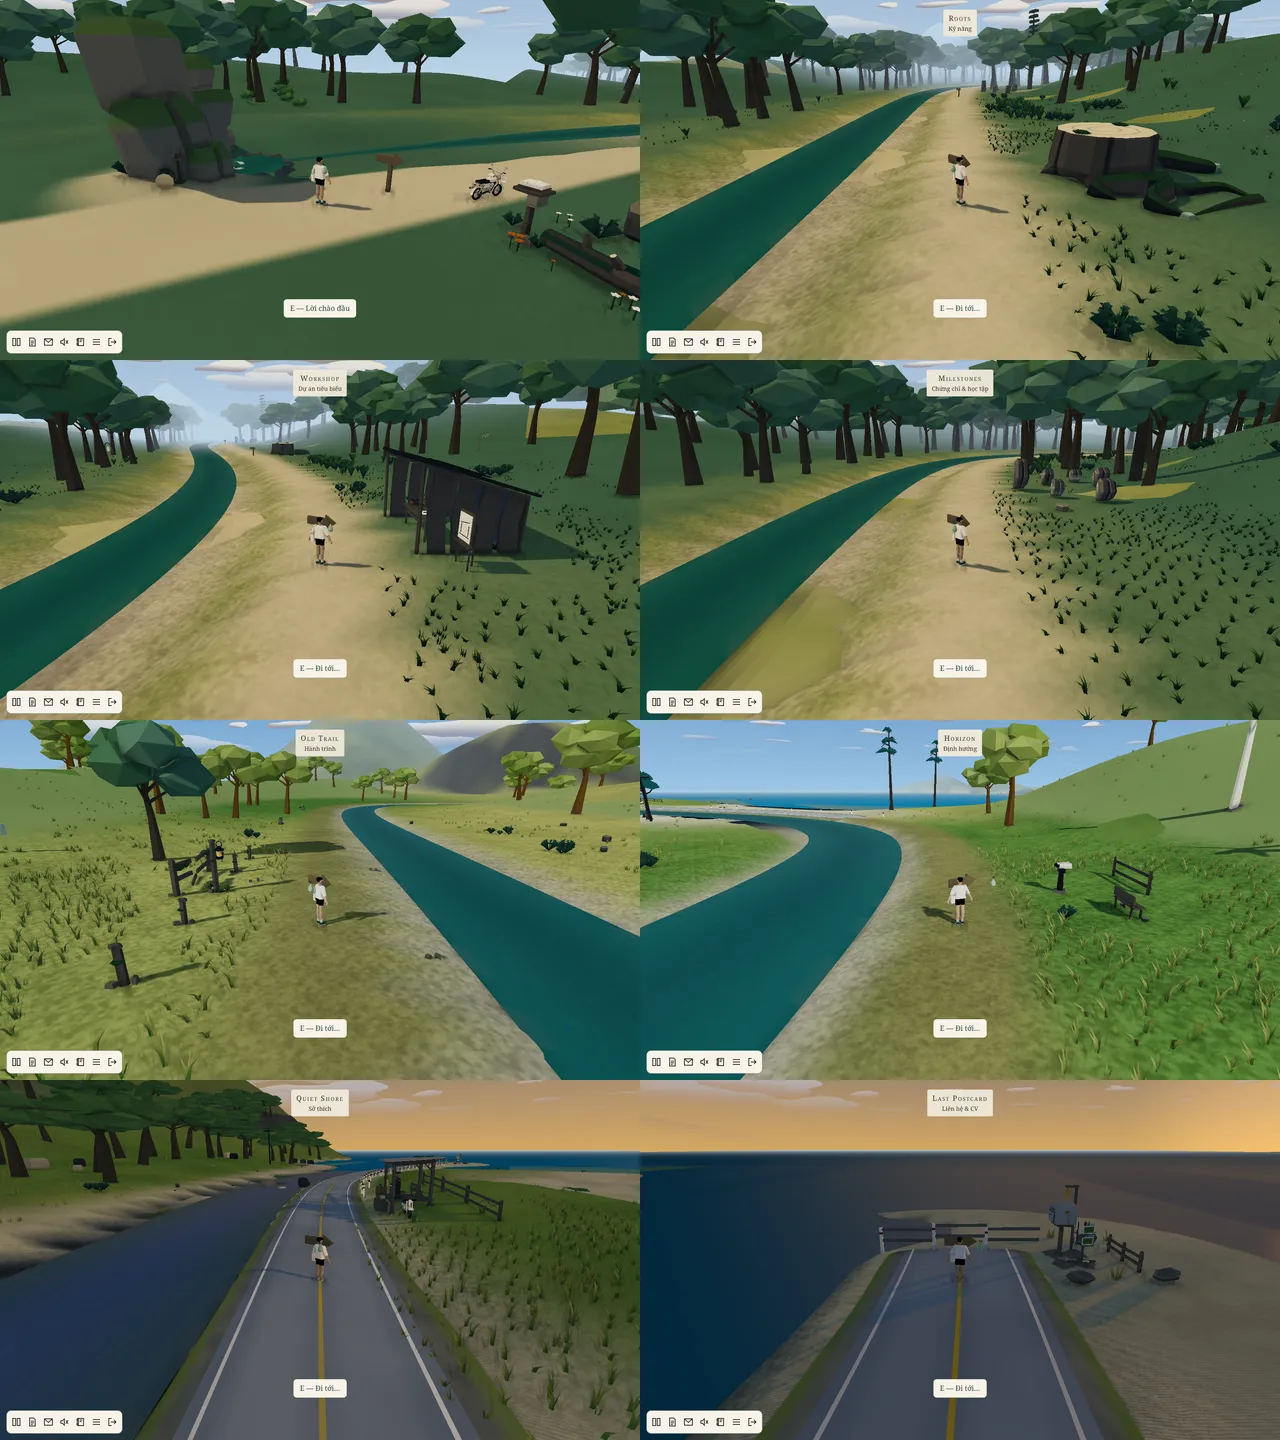 E — Lời chào đầu
Roots
Kỹ năng
E — Đi tới...
Workshop
Dự án tiêu biểu
E — Đi tới...
Milestones
Chứng chỉ & học tập
E — Đi tới...
Old Trail
Hành trình
E — Đi tới...
Horizon
Định hướng
E — Đi tới...
Quiet Shore
Sở thích
E — Đi tới...
Last Postcard
Liên hệ & CV
E — Đi tới...